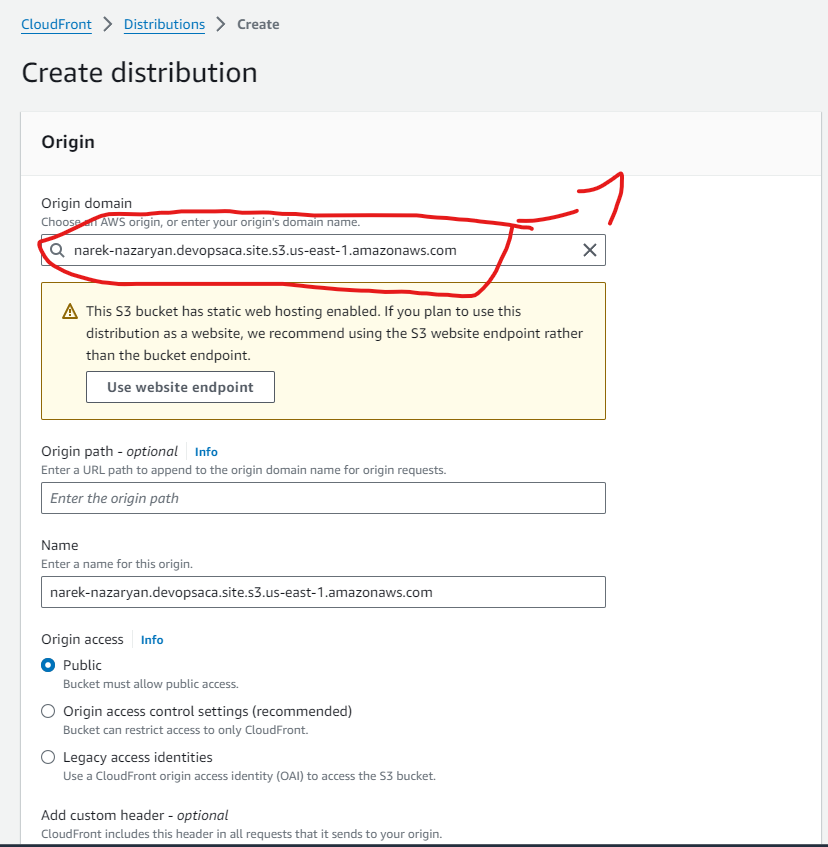 CloudFront > Distributions > Create
Create distribution
Origin
Origin domain
Choose an AWS origin, or enter your origin's domain name.
narek-nazaryan.devopsaca.site.s3.us-east-1.amazonaws.com
This S3 bucket has static web hosting enabled. If you plan to use this
distribution as a website, we recommend using the S3 website endpoint rather
than the bucket endpoint.
Use website endpoint
Origin path - optional Info
Enter a URL path to append to the origin domain name for origin requests.
Enter the origin path
Name
Enter a name for this origin.
narek-nazaryan.devopsaca.site.s3.us-east-1.amazonaws.com
Origin access Info
Public
Bucket must allow public access.
Origin access control settings (recommended)
Bucket can restrict access to only CloudFront.
Legacy access identities
Use a CloudFront origin access identity (OAI) to access the S3 bucket.
Add custom header - optional
CloudFront includes this header in all requests that it sends to your origin.